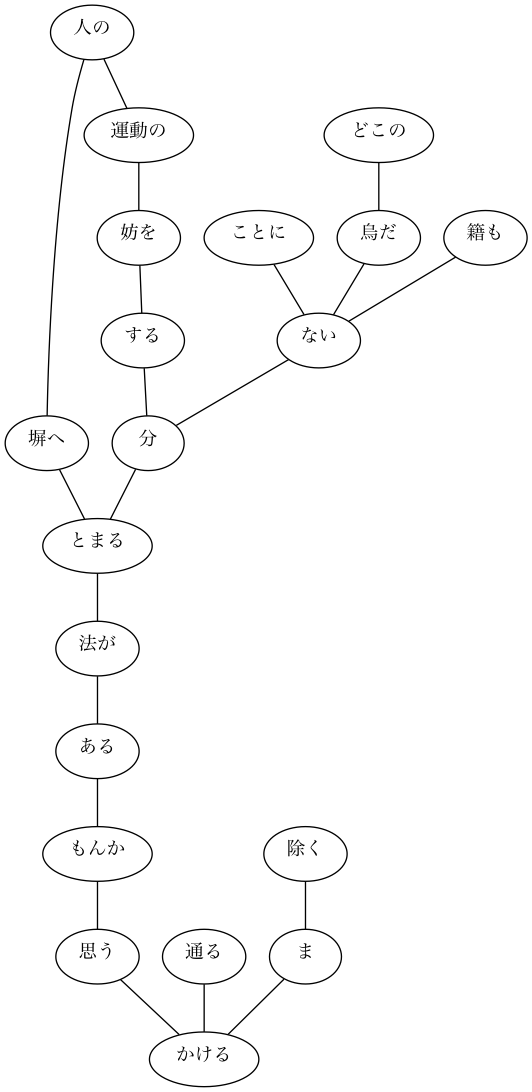 人の
運動の
どこの
妨を
ことに
烏だ
籍も
する
ない
塀へ
分
とまる
法が
ある
もんか
除く
思う
通る
ま
かける